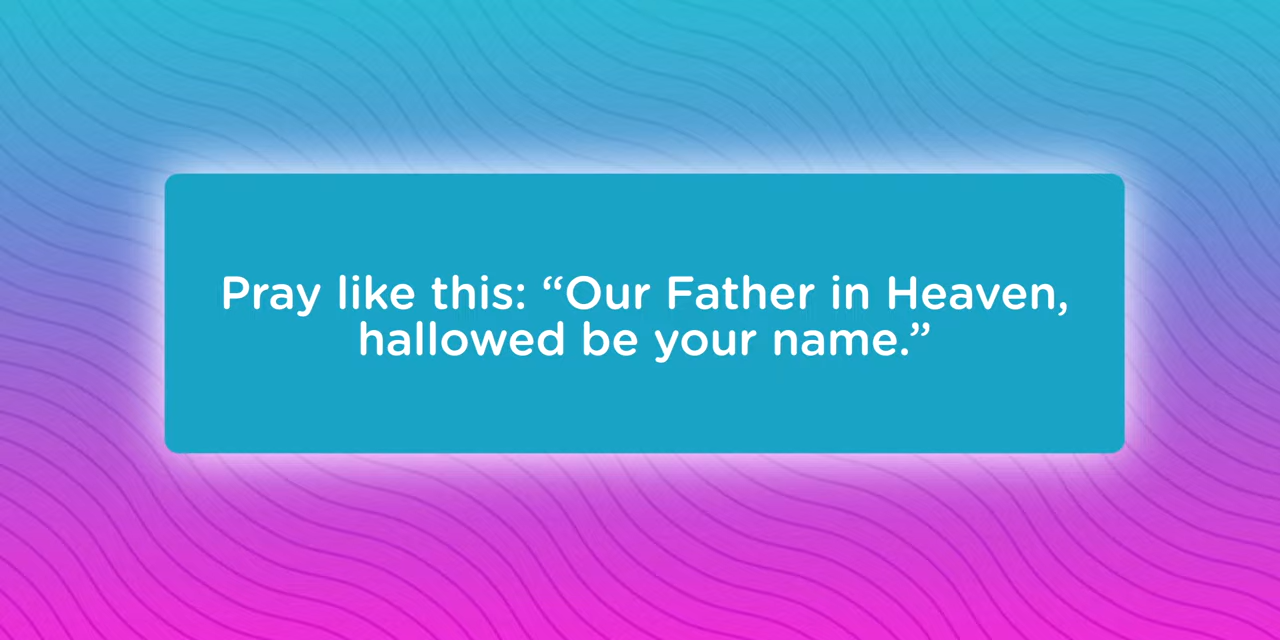 Pray like this: “Our Father in Heaven,
hallowed be your name.”